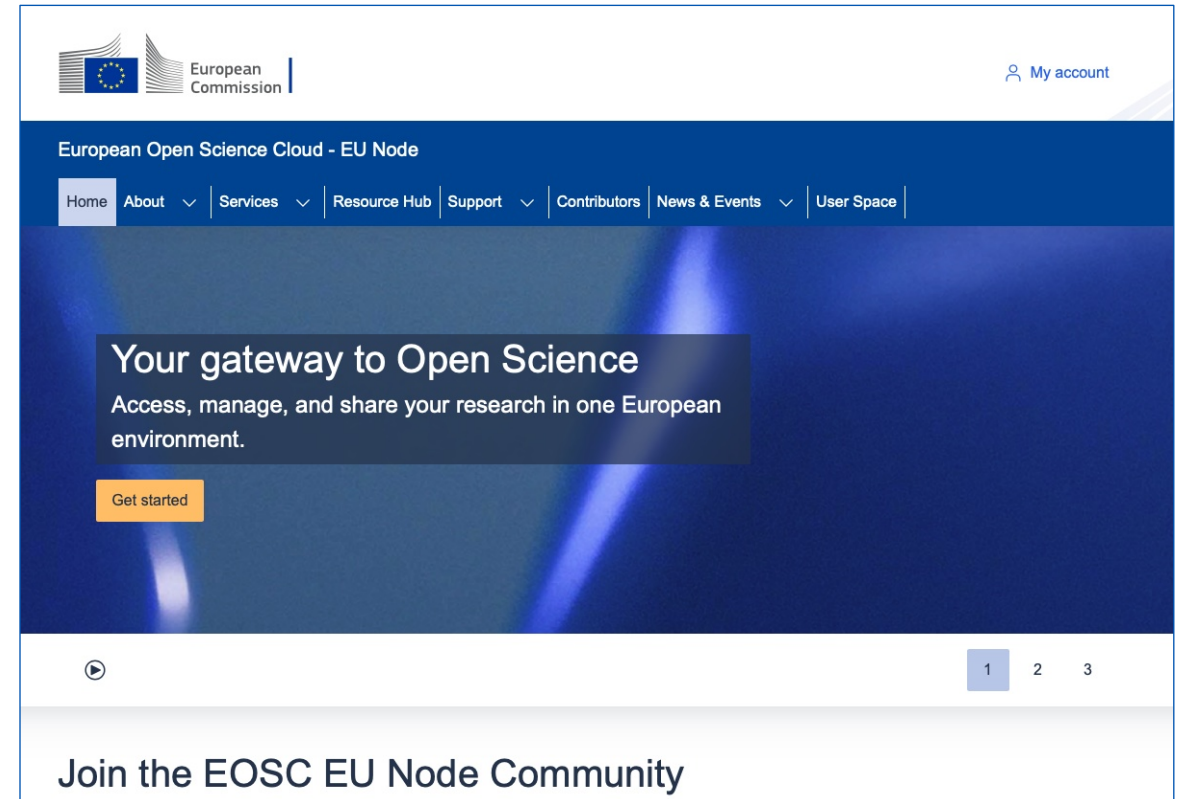 European
Commission
My account
European Open Science Cloud - EU Node
Home About Services Resource Hub Support Contributors News & Events User Space
Your gateway to Open Science
Access, manage, and share your research in one European
environment.
Get started
1 2 3
Join the EOSC EU Node Community